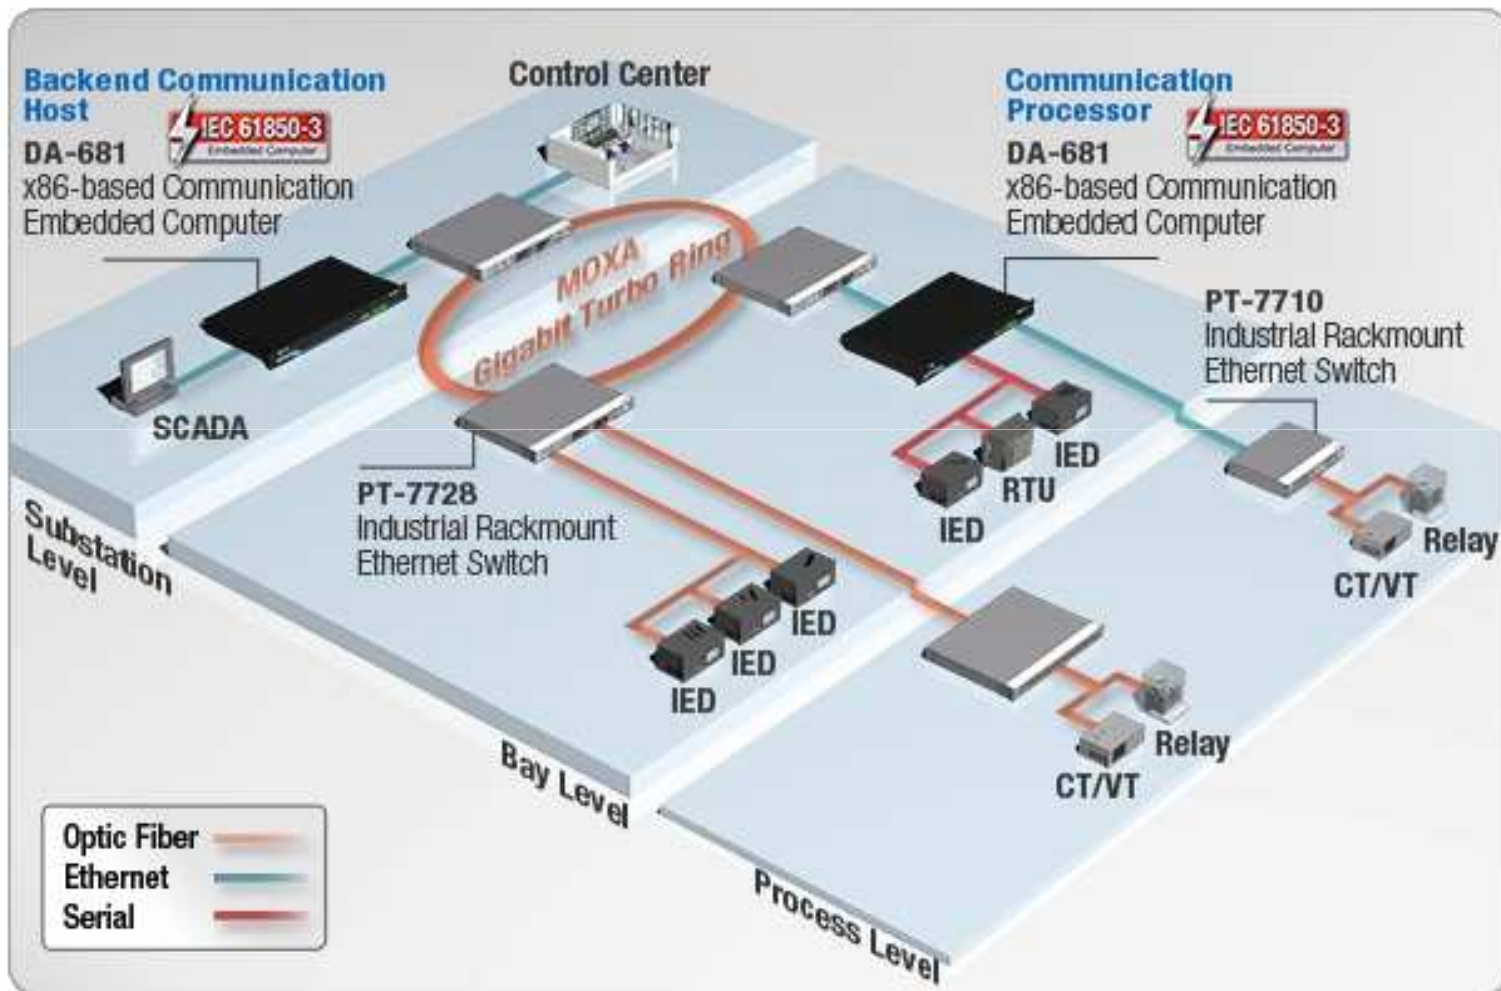 Backend Communication
Host
IEC 61850-3
Embedded Computer
DA-681
x86-based Communication
Embedded Computer
Control Center
Communication
Processor
IEC 61850-3
Embedded Computer
DA-681
x86-based Communication
Embedded Computer
MOXA
Gigabit Turbo Ring
PT-7710
Industrial Rackmount
Ethernet Switch
SCADA
PT-7728
Industrial Rackmount
Ethernet Switch
IED
RTU
IED
Relay
CT/VT
IED
IED
IED
Relay
CT/VT
Substation
Level
Bay Level
Process Level
Optic Fiber
Ethernet
Serial